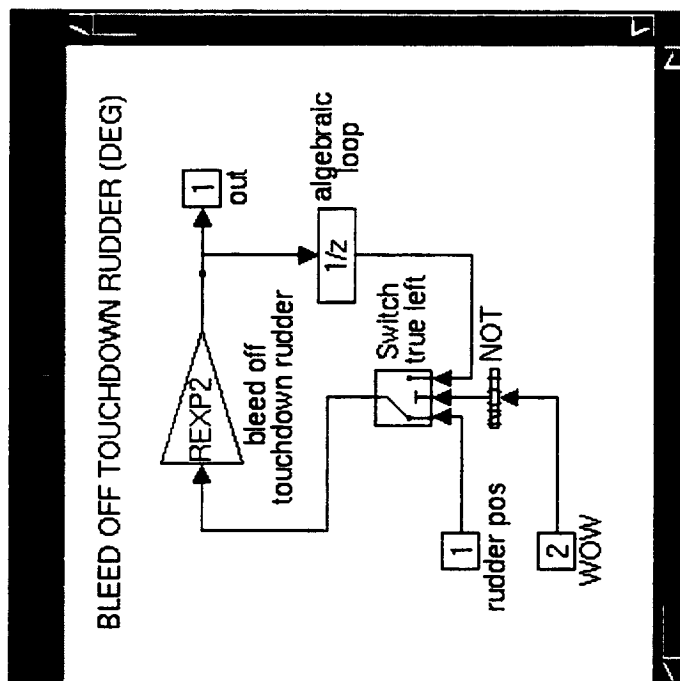 BLEED OFF TOUCHDOWN RUDDER (DEG)
1
out
algebraic
loop
1/z
REXP2
bleed off
touchdown rudder
Switch
true left
T
NOT
1
rudder pos
2
WOW